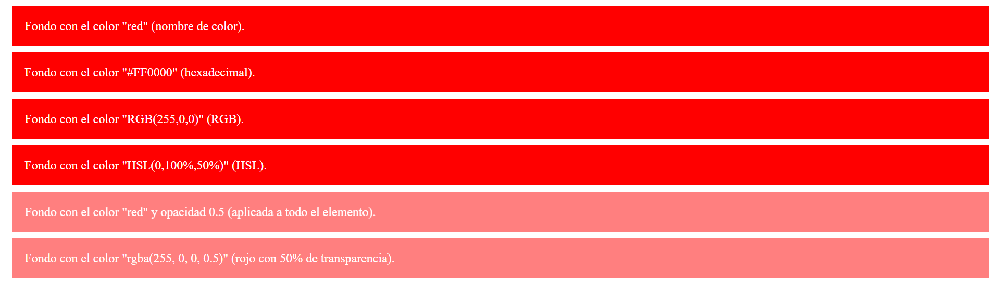 Fondo con el color "red" (nombre de color).
Fondo con el color "#FF0000" (hexadecimal).
Fondo con el color "RGB(255,0,0)" (RGB).
Fondo con el color "HSL(0,100%,50%)" (HSL).
Fondo con el color "red" y opacidad 0.5 (aplicada a todo el elemento).
Fondo con el color "rgba(255, 0, 0, 0.5)" (rojo con 50% de transparencia).